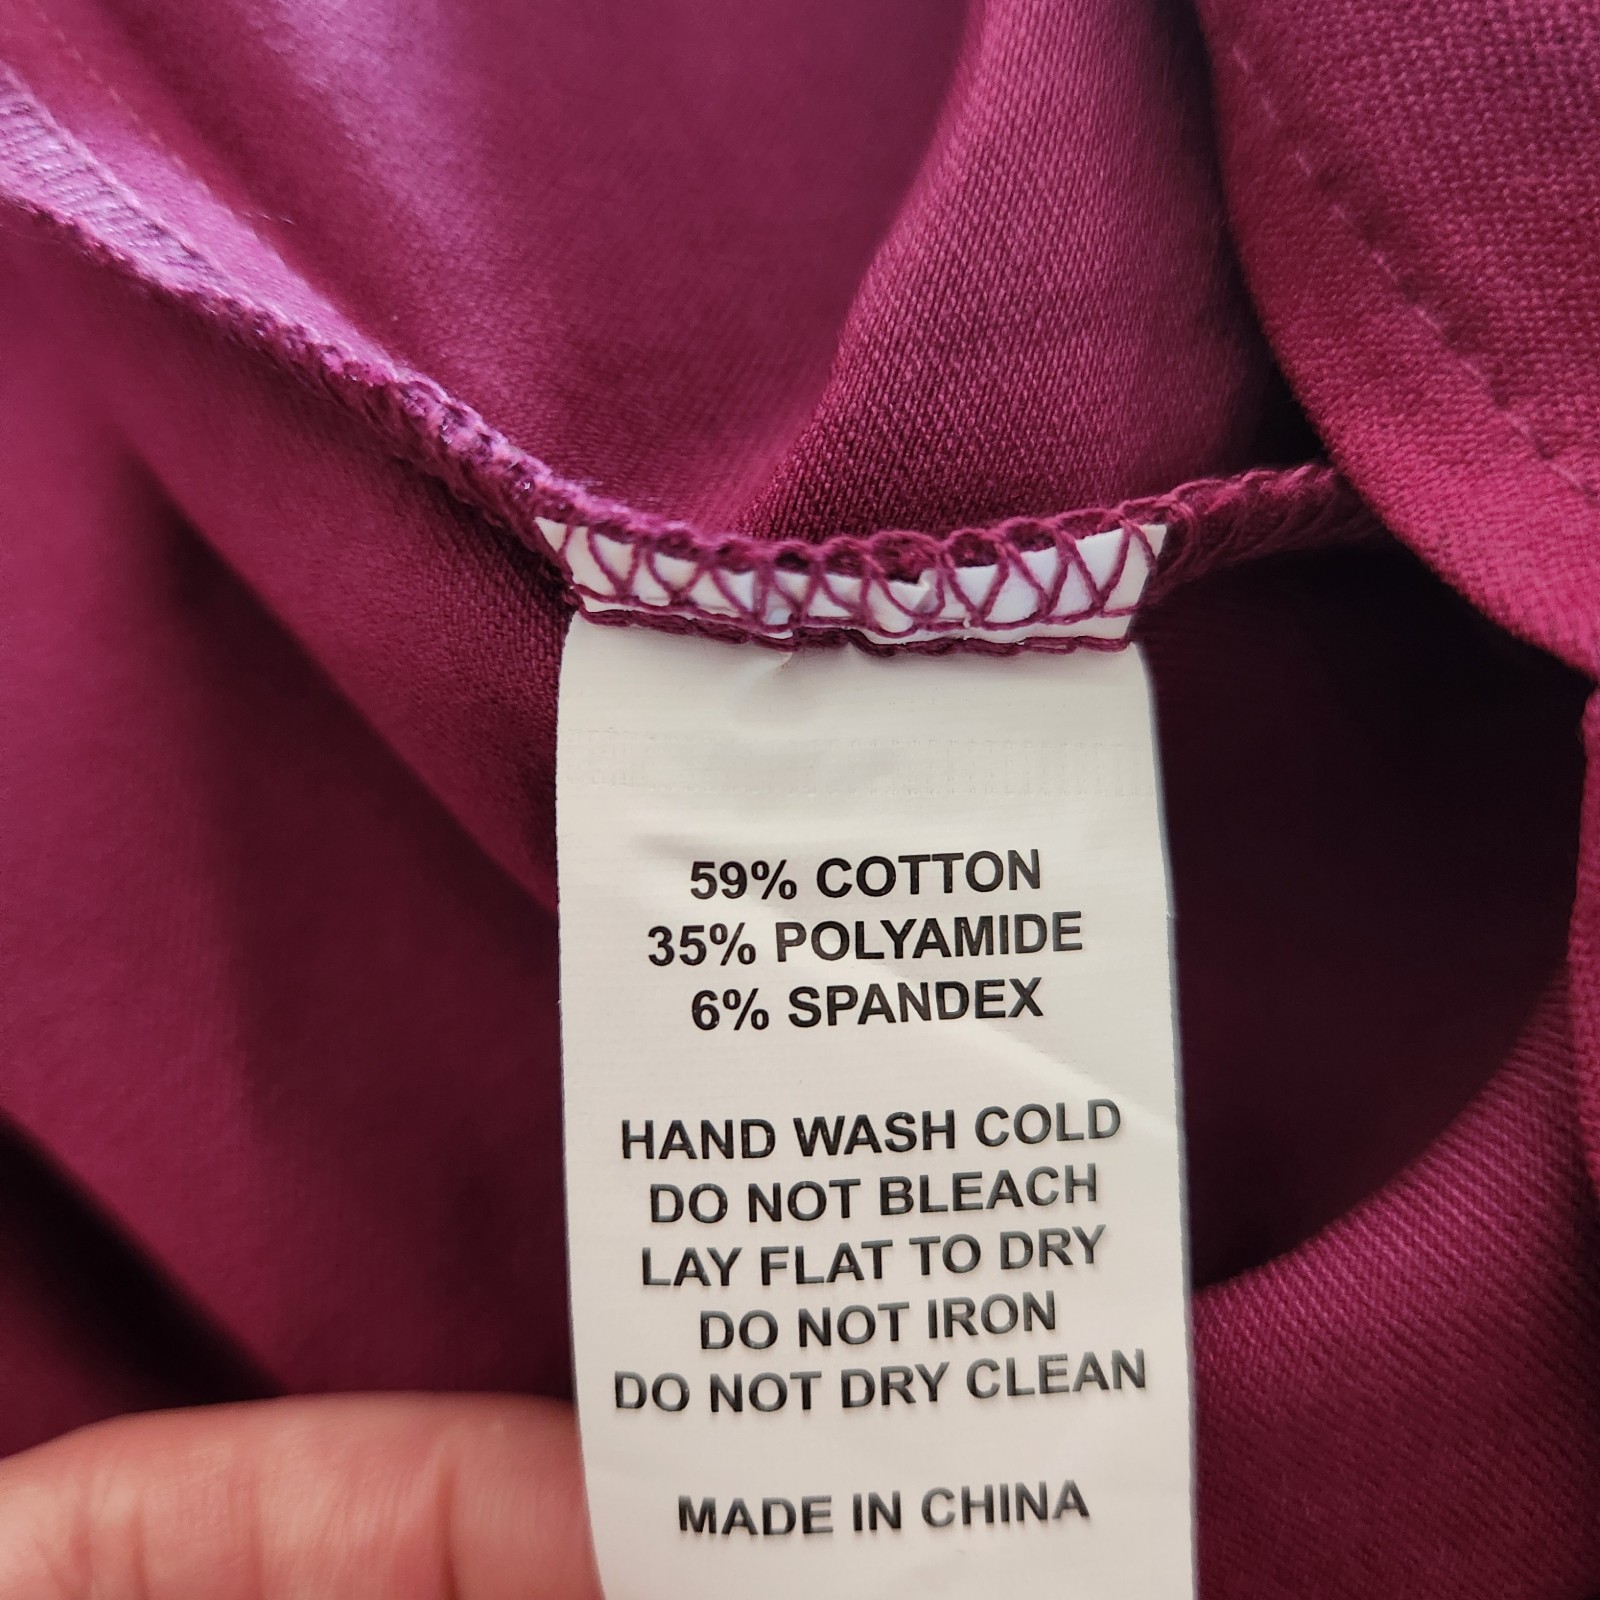 59% COTTON
35% POLYAMIDE
6% SPANDEX
HAND WASH COLD
DO NOT BLEACH
LAY FLAT TO DRY
DO NOT IRON
DO NOT DRY CLEAN
MADE IN CHINA